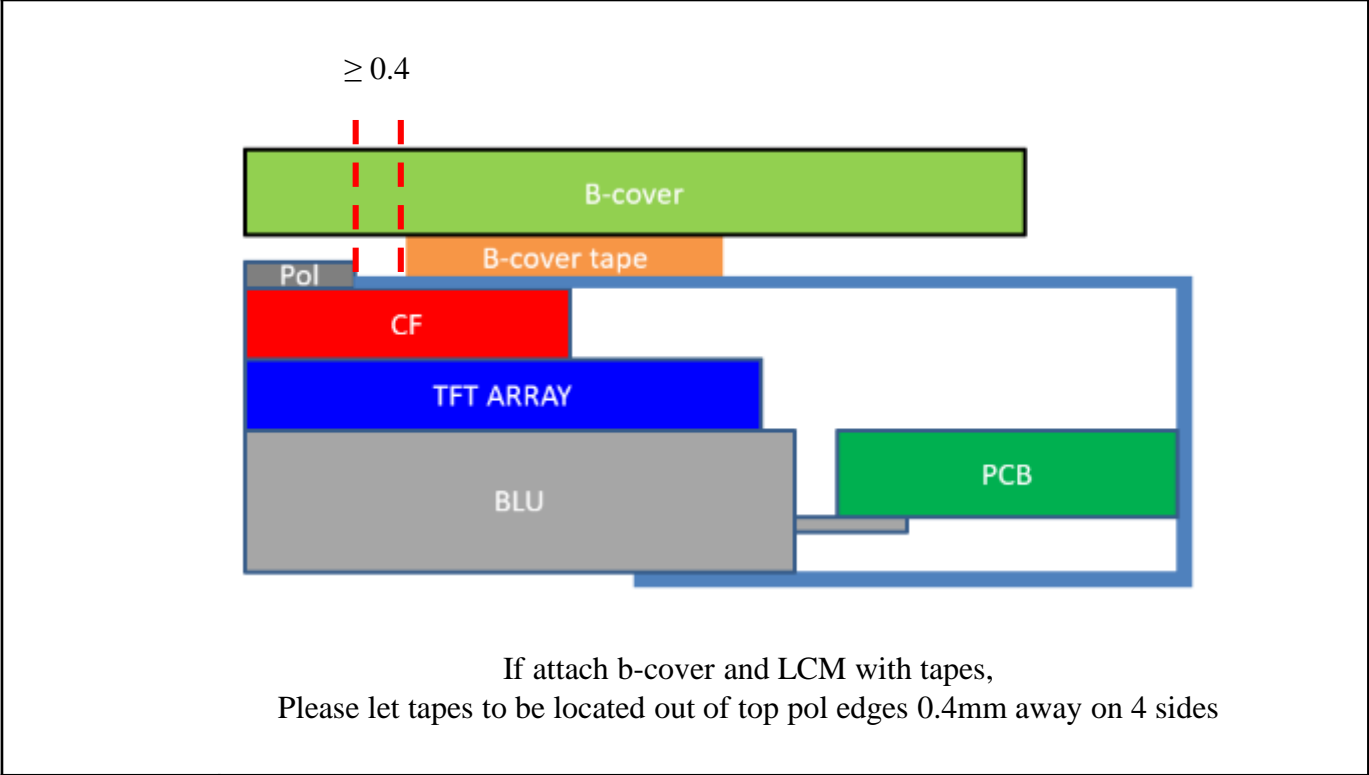 ≥ 0.4
B-cover
B-cover tape
Pol
CF
TFT ARRAY
PCB
BLU
If attach b-cover and LCM with tapes,
Please let tapes to be located out of top pol edges 0.4mm away on 4 sides